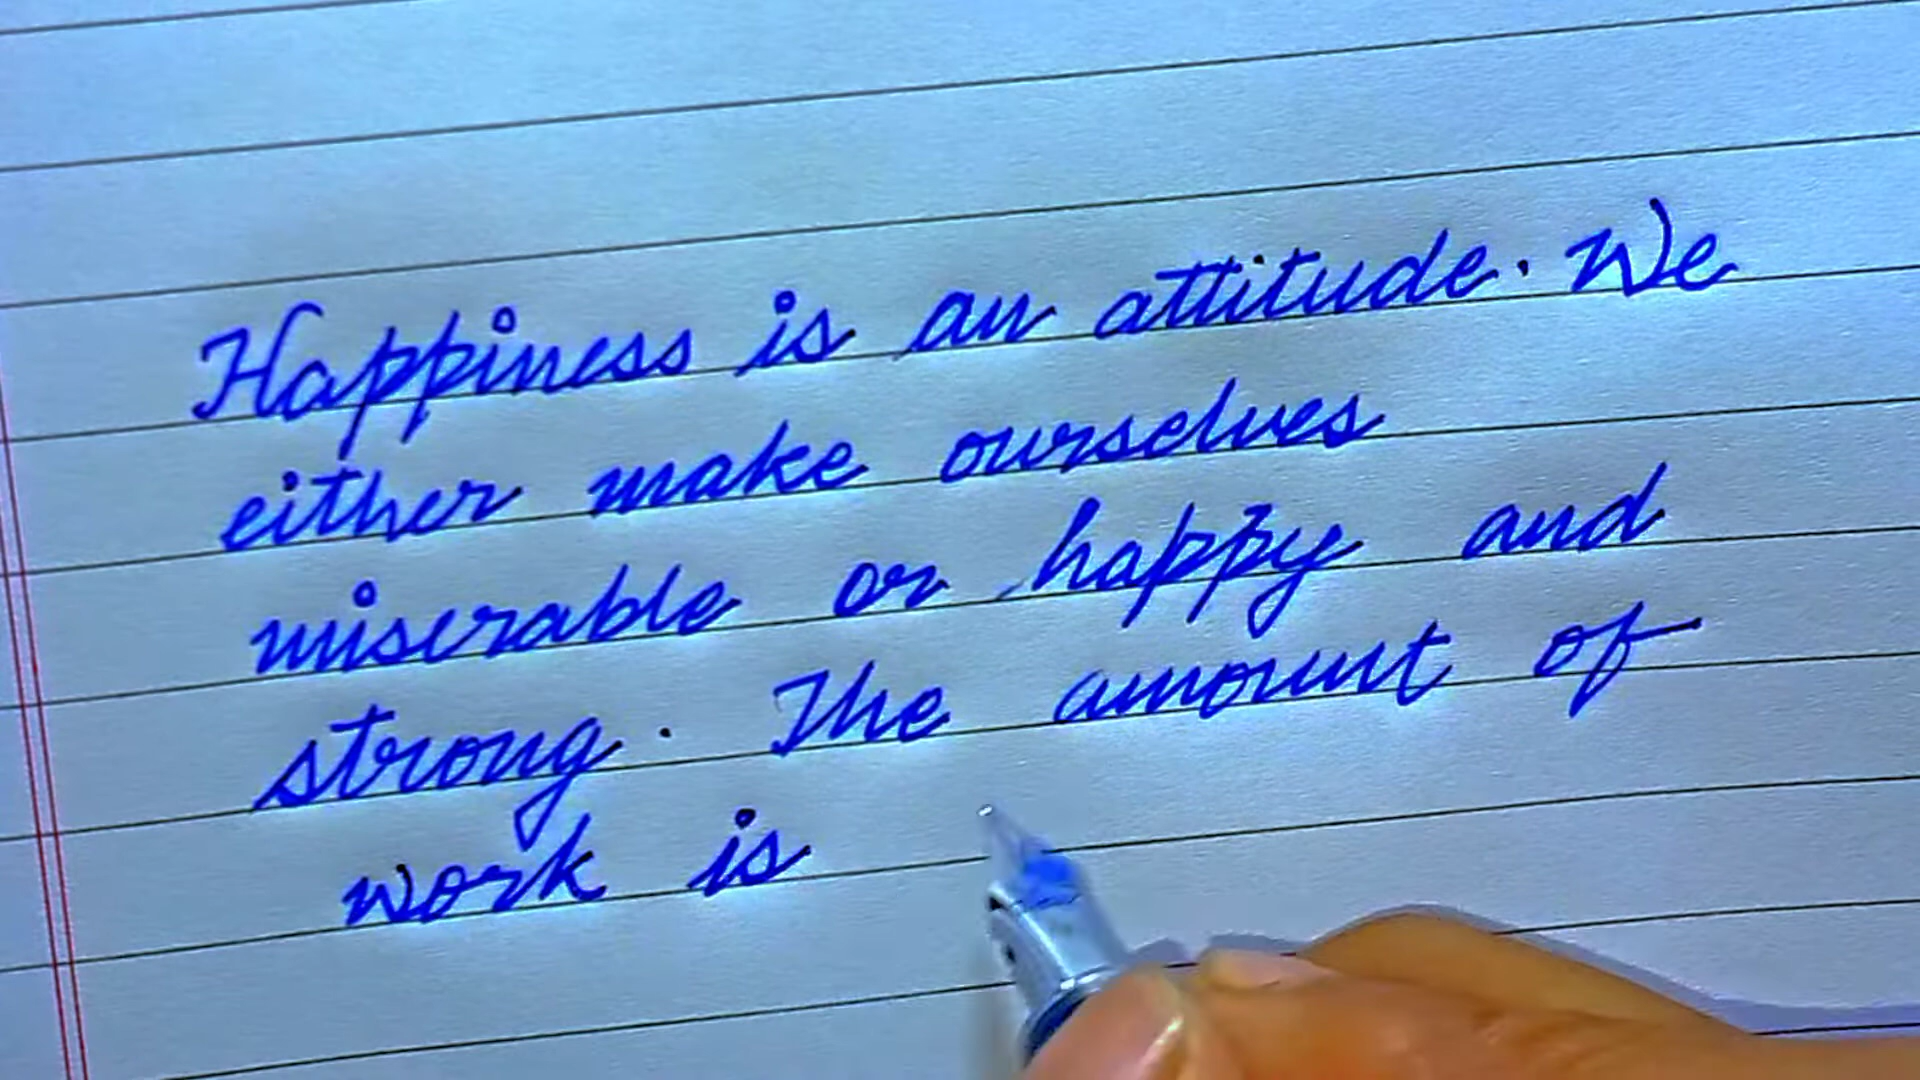 Happiness is an attitude. We
either make ourselves
miserable or happy and
strong. The amount of
work is